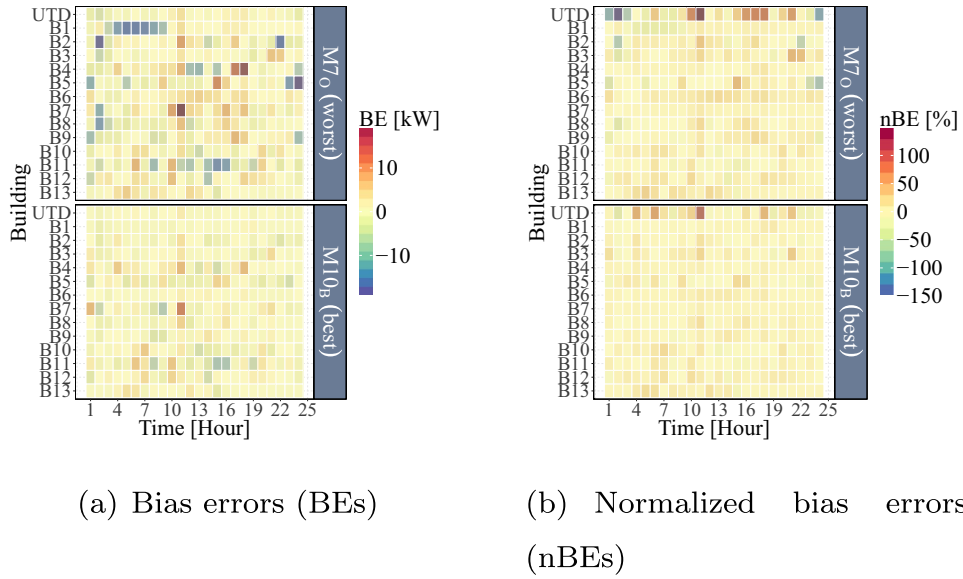 UTD
B1
B2
B3
B4
B5
B6
B7
B8
B9
B10
B11
B12
B13
M7O (worst)
UTD
B1
B2
B3
B4
B5
B6
B7
B8
B9
B10
B11
B12
B13
M10B (best)
Building
1 4 7 10 13 16 19 22 25
Time [Hour]
BE [kW]
10
0
−10
UTD
B1
B2
B3
B4
B5
B6
B7
B8
B9
B10
B11
B12
B13
M7O (worst)
UTD
B1
B2
B3
B4
B5
B6
B7
B8
B9
B10
B11
B12
B13
M10B (best)
Building
1 4 7 10 13 16 19 22 25
Time [Hour]
nBE [%]
100
50
0
−50
−100
−150
(a) Bias errors (BEs)
(b) Normalized bias errors
(nBEs)